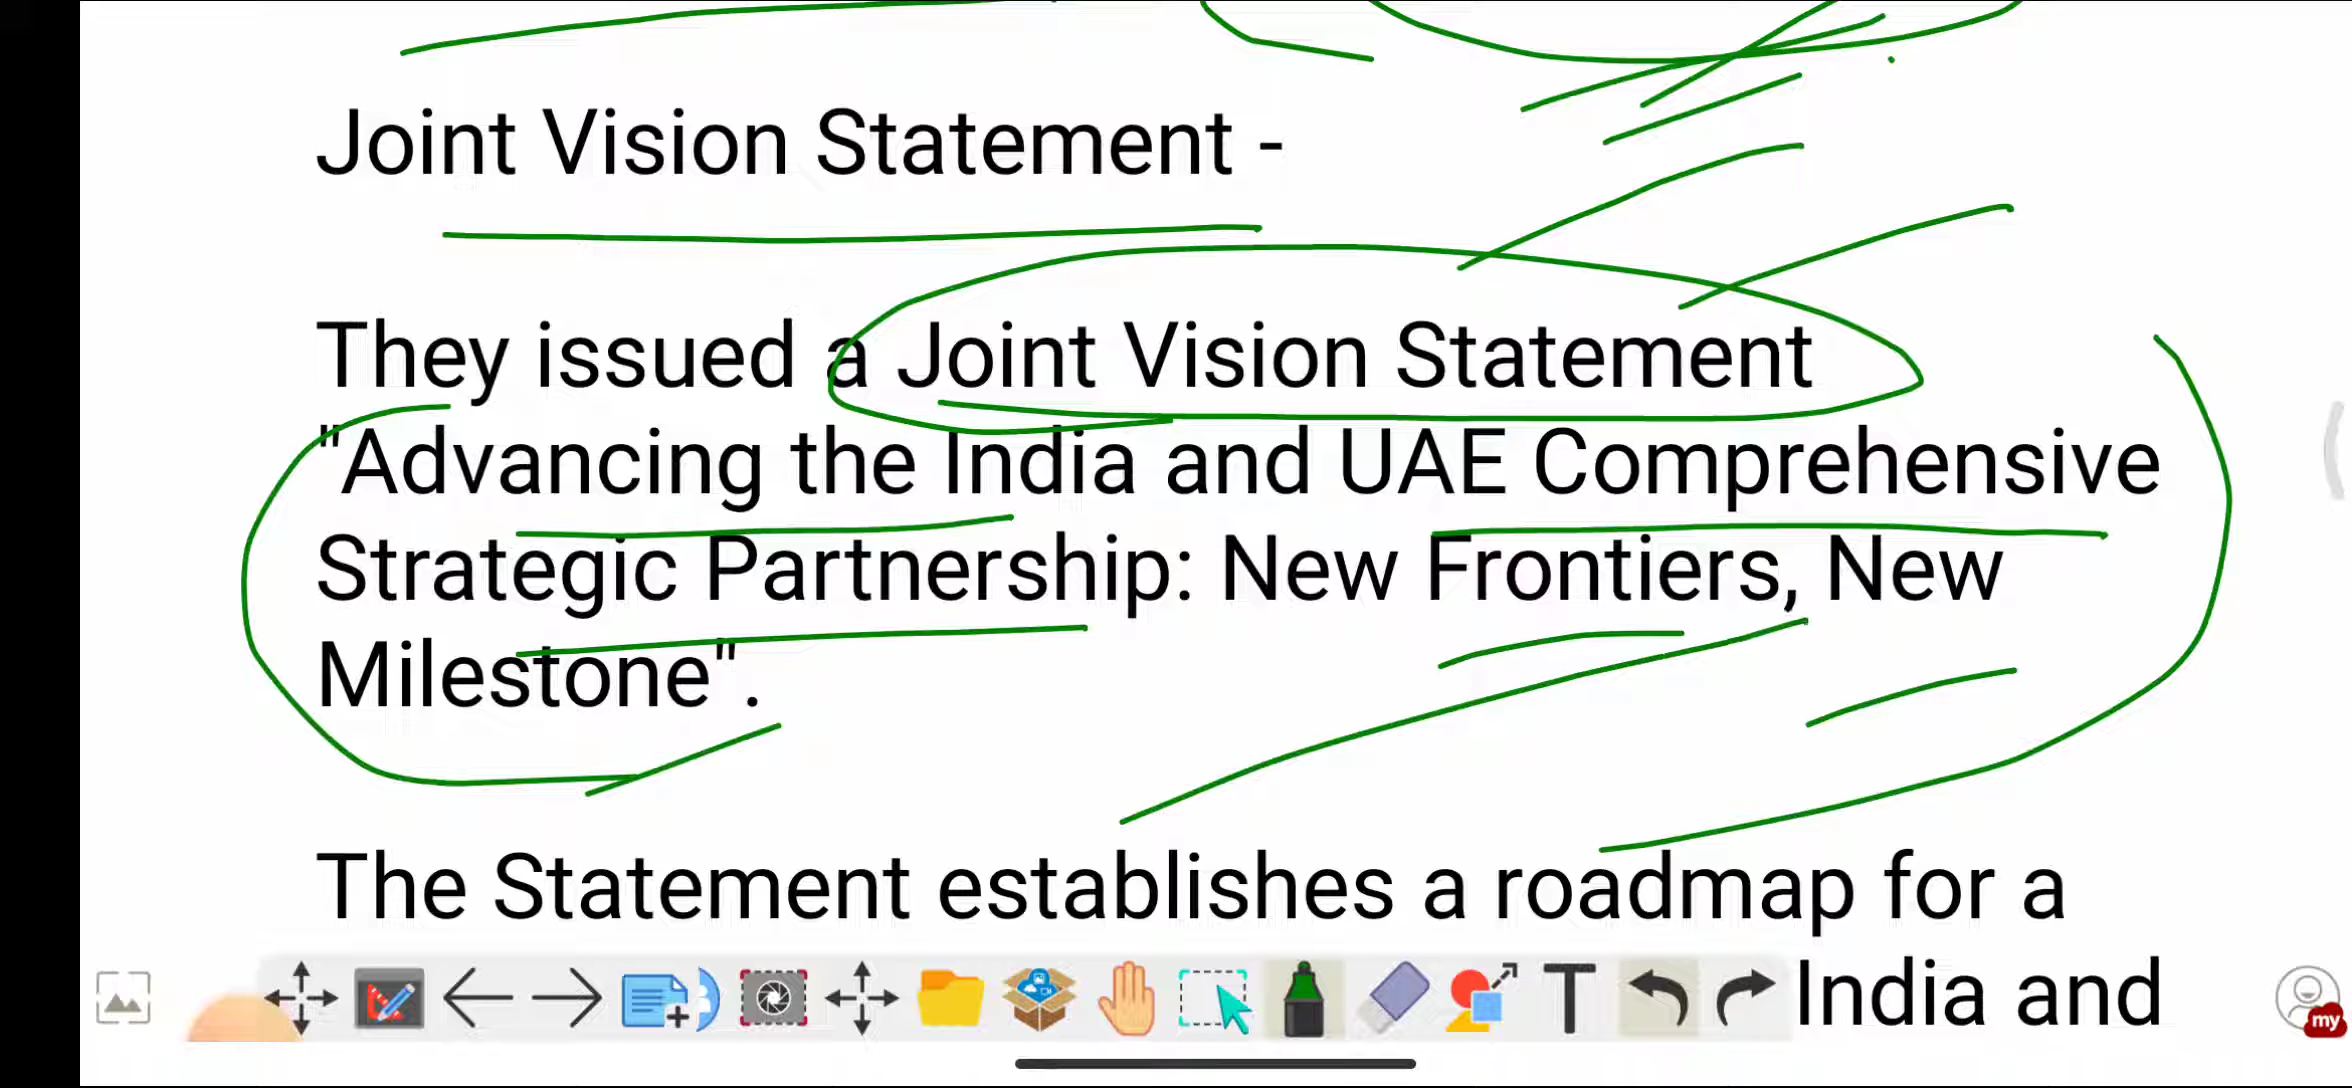 Joint Vision Statement -
They issued a Joint Vision Statement
"Advancing the India and UAE Comprehensive
Strategic Partnership: New Frontiers, New
Milestone".
The Statement establishes a roadmap for a
India and
T
my